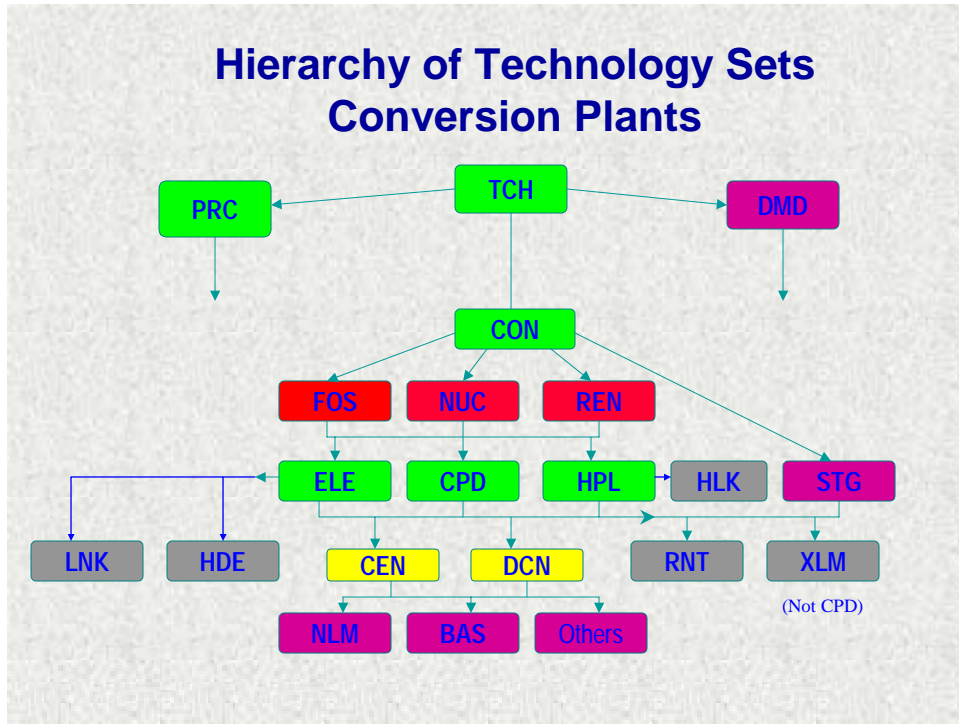 Hierarchy of Technology Sets
Conversion Plants
TCH
PRC
DMD
CON
FOS
NUC
REN
ELE
CPD
HPL
HLK
STG
LNK
HDE
CEN
DCN
RNT
XLM
(Not CPD)
NLM
BAS
Others